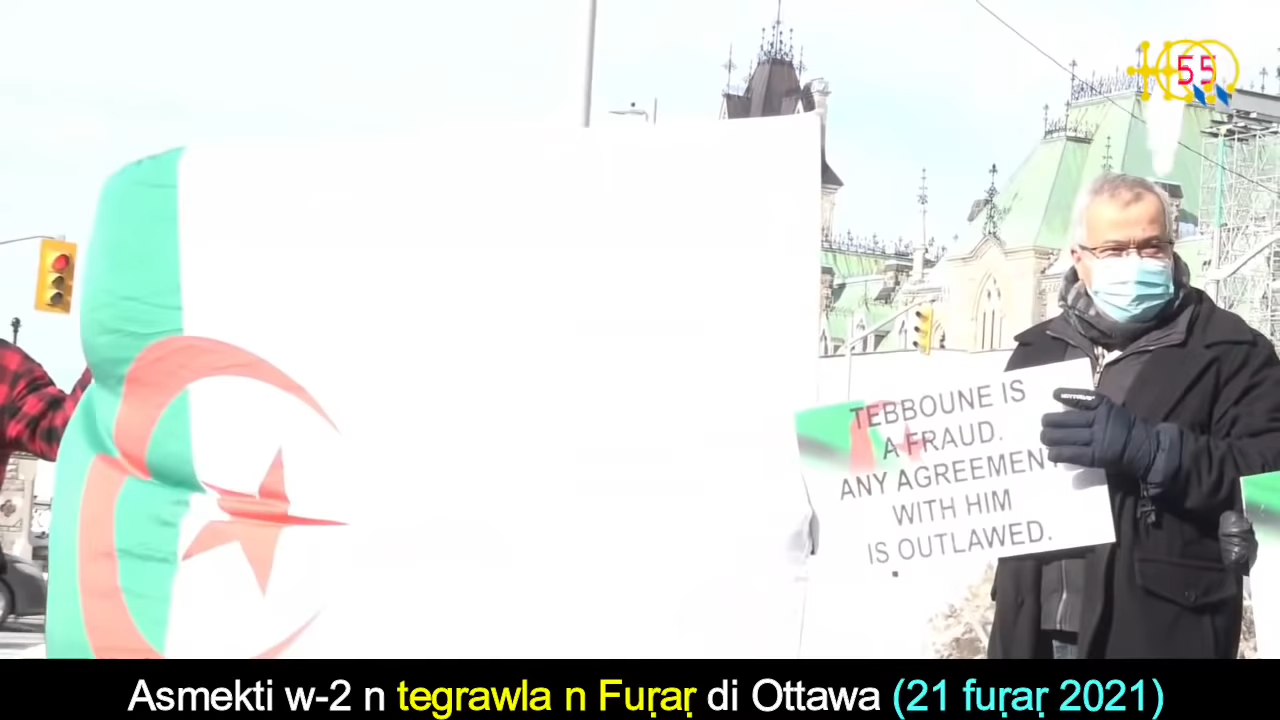 55
TEBBOUNE IS
A FRAUD.
ANY AGREEMENT
WITH HIM
IS OUTLAWED.
Asmekti w-2 n tegrawla n Fuṛaṛ di Ottawa (21 fuṛaṛ 2021)